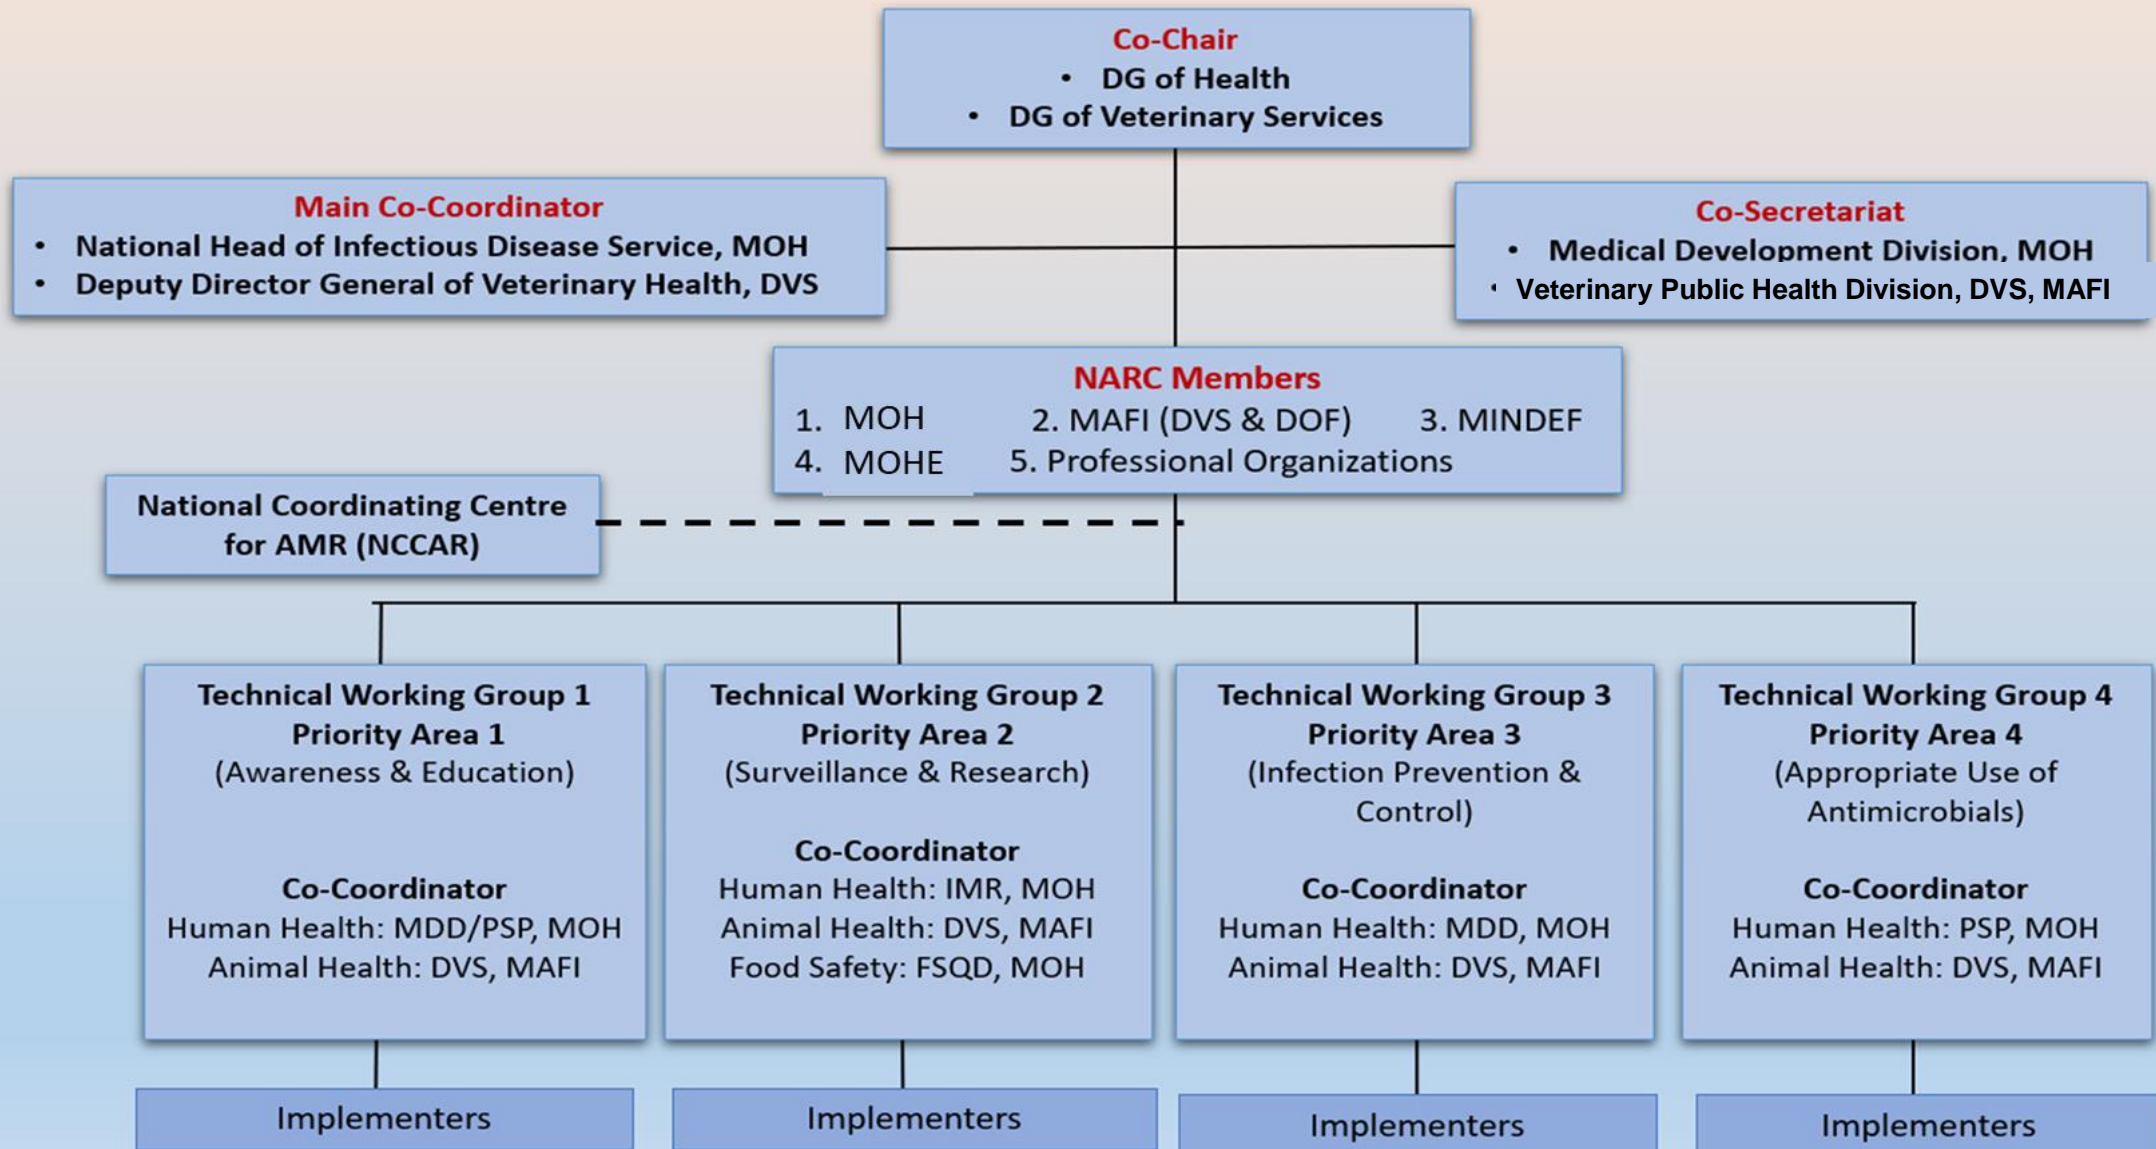 Co-Chair
• DG of Health
• DG of Veterinary Services
Main Co-Coordinator
• National Head of Infectious Disease Service, MOH
• Deputy Director General of Veterinary Health, DVS
Co-Secretariat
• Medical Development Division, MOH
• Veterinary Public Health Division, DVS, MAFI
NARC Members
1. MOH 2. MAFI (DVS & DOF) 3. MINDEF
4. MOHE 5. Professional Organizations
National Coordinating Centre
for AMR (NCCAR)
Technical Working Group 1
Priority Area 1
(Awareness & Education)
Co-Coordinator
Human Health: MDD/PSP, MOH
Animal Health: DVS, MAFI
Technical Working Group 2
Priority Area 2
(Surveillance & Research)
Co-Coordinator
Human Health: IMR, MOH
Animal Health: DVS, MAFI
Food Safety: FSQD, MOH
Technical Working Group 3
Priority Area 3
(Infection Prevention &
Control)
Co-Coordinator
Human Health: MDD, MOH
Animal Health: DVS, MAFI
Technical Working Group 4
Priority Area 4
(Appropriate Use of
Antimicrobials)
Co-Coordinator
Human Health: PSP, MOH
Animal Health: DVS, MAFI
Implementers
Implementers
Implementers
Implementers